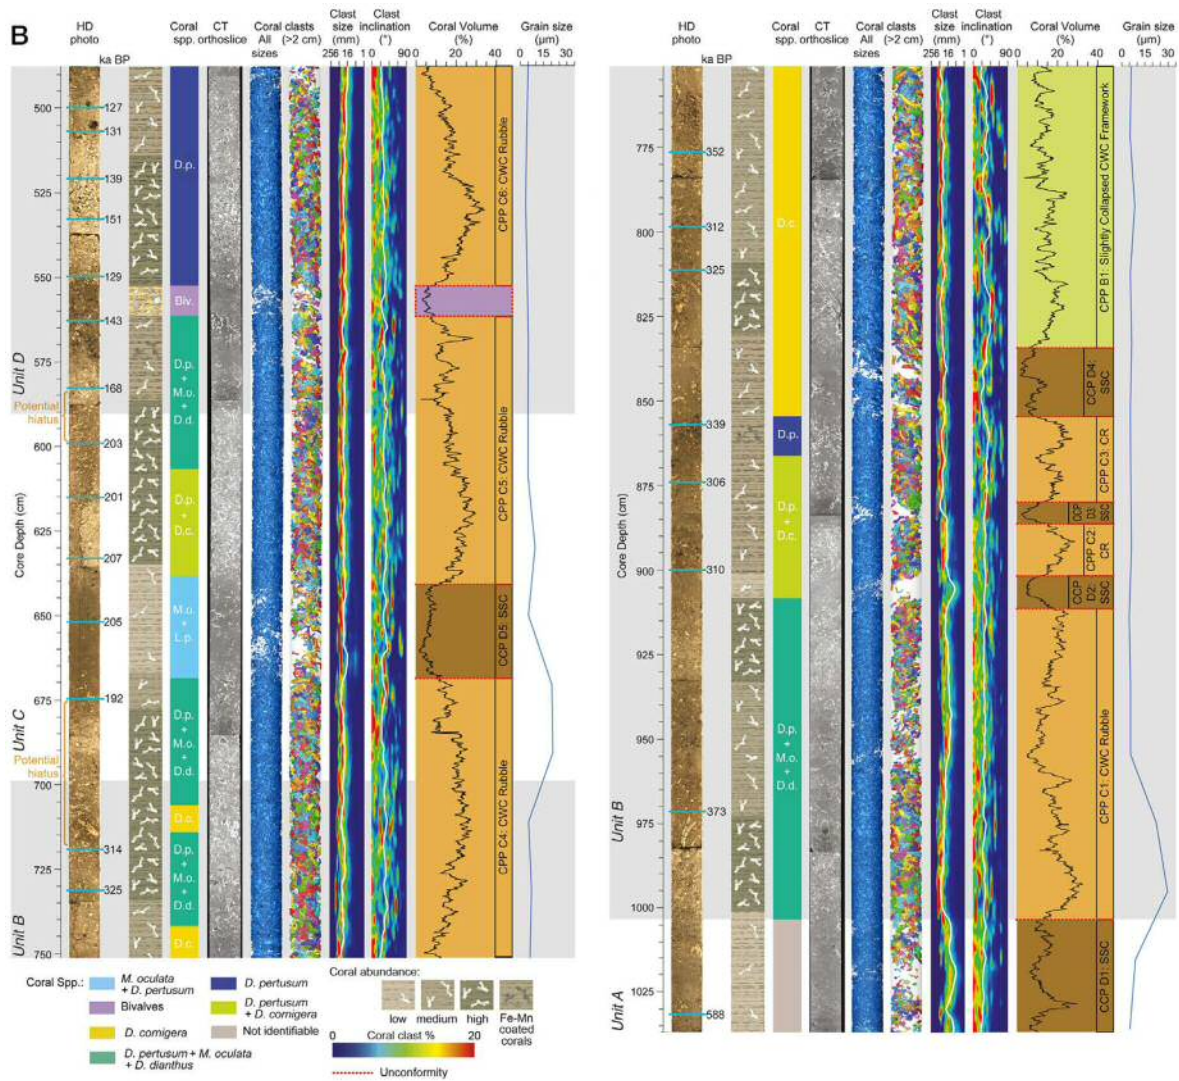 B
HD
photo
Coral
spp.
CT
orthoslice
Coral clasts
All
sizes
(>2 cm)
Clast
size
(mm)
Clast
inclination
(°)
Coral Volume
(%)
Grain size
(µm)
ka BP
256 16 1
0 90
0 20 40
0 15 30
Core Depth (cm)
500
525
550
575
600
625
650
675
700
725
750
Unit D
Unit C
Unit B
Potential
hiatus
Potential
hiatus
127
131
139
151
129
143
168
203
201
207
205
192
314
325
D.p.
Biv.
D.p.
+
M.o.
+
D.d.
D.p.
+
D.c.
M.o.
+
L.p.
D.p.
+
M.o.
+
D.d.
D.c.
D.p.
+
M.o.
+
D.d.
D.c.
CPP C6: CWC Rubble
CPP C5: CWC Rubble
CCP D5: SSC
CPP C4: CWC Rubble
HD
photo
Coral
spp.
CT
orthoslice
Coral clasts
All
sizes
(>2 cm)
Clast
size
(mm)
Clast
inclination
(°)
Coral Volume
(%)
Grain size
(µm)
ka BP
256 16 1
0 90
0 20 40
0 15 30
Core Depth (cm)
775
800
825
850
875
900
925
950
975
1000
1025
Unit B
Unit A
352
312
325
339
306
310
373
588
D.c.
D.p.
D.p.
+
D.c.
D.p.
+
M.o.
+
D.d.
CPP B1: Slightly Collapsed CWC Framework
CCP D4:
SSC
CPP C3: CR
CCP
D3:
SSC
CPP C2:
CR
CCP
D2:
SSC
CPP C1: CWC Rubble
CCP D1: SSC
Coral Spp.:
M. oculata
+ D. pertusum
Bivalves
D. cornigera
D. pertusum + M. oculata
+ D. dianthus
D. pertusum
D. pertusum
+ D. cornigera
Not identifiable
Coral abundance:
low
medium
high
Fe-Mn
coated
corals
0 Coral clast % 20
Unconformity